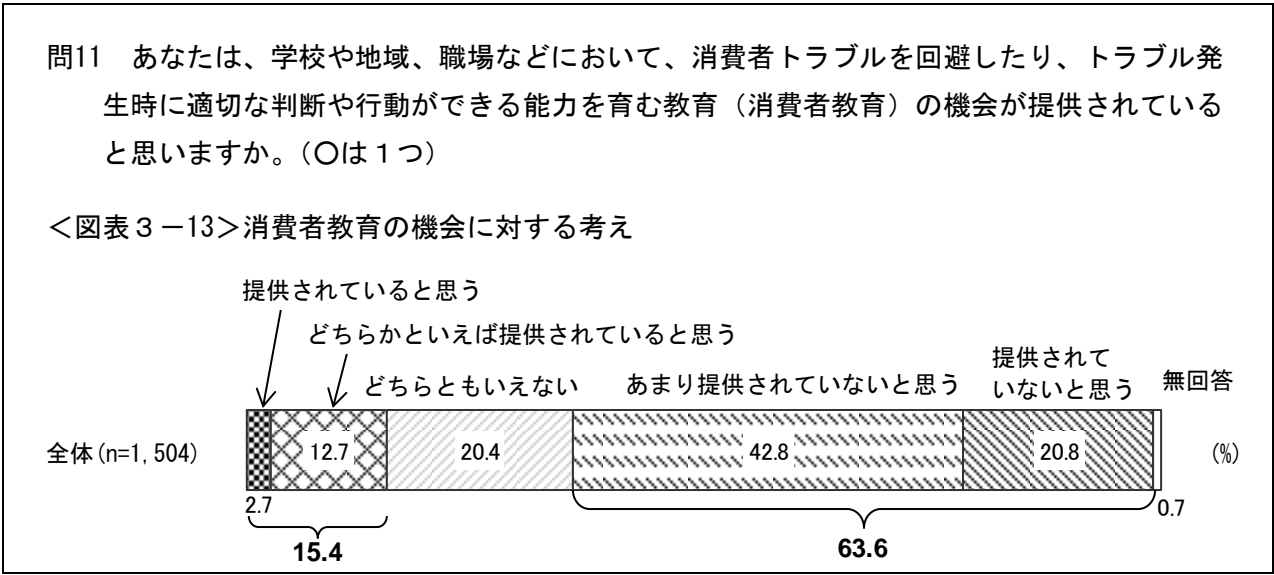 問11　あなたは、学校や地域、職場などにおいて、消費者トラブルを回避したり、トラブル発
生時に適切な判断や行動ができる能力を育む教育（消費者教育）の機会が提供されている
と思いますか。（〇は１つ）
＜図表３－13＞消費者教育の機会に対する考え
提供されていると思う
どちらかといえば提供されていると思う
どちらともいえない
あまり提供されていないと思う
提供されて
いないと思う
無回答
全体(n=1,504)
12.7
20.4
42.8
20.8
(%)
2.7
0.7
15.4
63.6